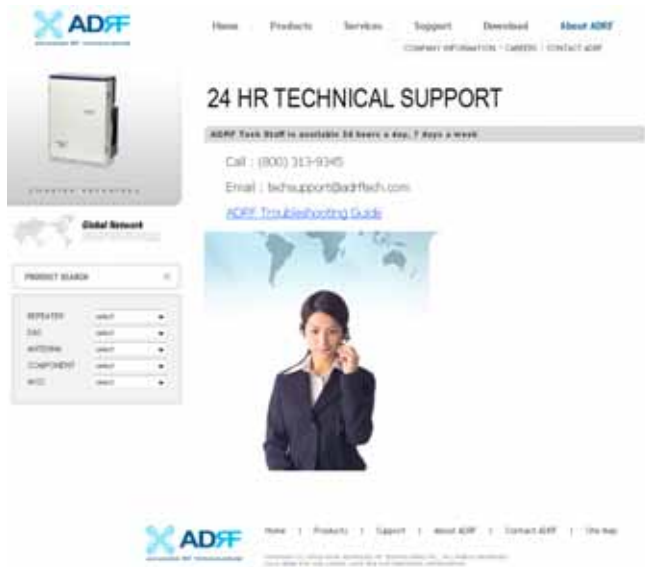 ADRF
Home Products Services Support Download About ADRF
COMPANY INFORMATION CAREERS CONTACT ADRF
24 HR TECHNICAL SUPPORT
ADRF Tech Staff is available 24 hours a day, 7 days a week
Call : (800) 313-9345
Email : techsupport@adrftech.com
ADRF Troubleshooting Guide
Global Network
PRODUCT SEARCH
REPEATER select
DAS select
ANTENNA select
COMPONENT select
select
ADRF
Home | Products | Support | About ADRF | Contact ADRF | Site Map